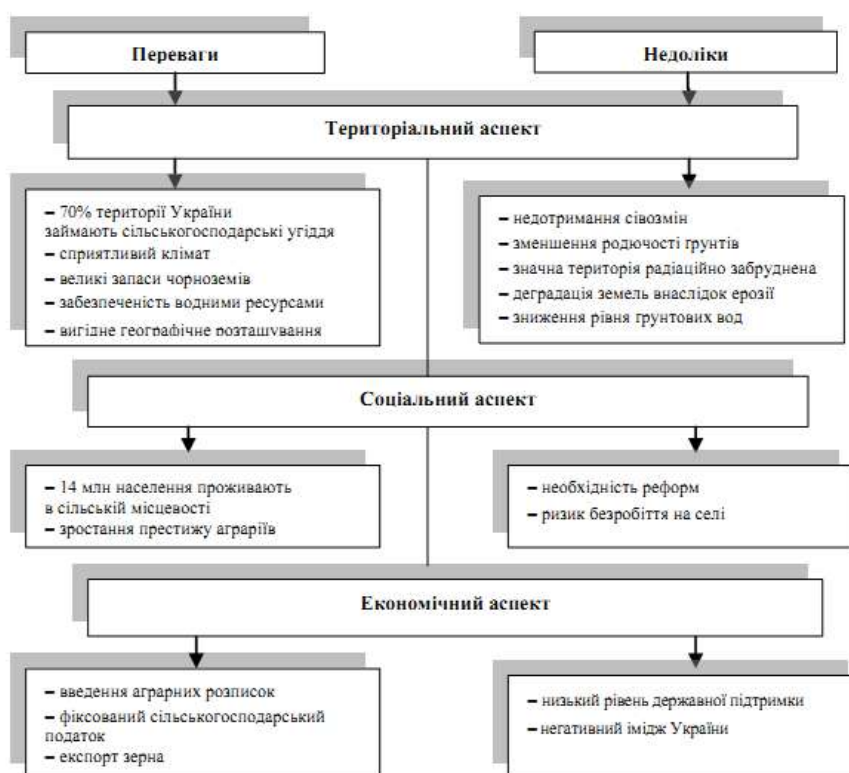 Переваги
Недоліки
Територіальний аспект
– 70% території України
займають сільськогосподарські угіддя
– сприятливий клімат
– великі запаси чорноземів
– забезпеченість водними ресурсами
– вигідне географічне розташування
– недотримання сівозмін
– зменшення родючості ґрунтів
– значна територія радіаційно забруднена
– деградація земель внаслідок ерозії
– зниження рівня ґрунтових вод
Соціальний аспект
– 14 млн населення проживають
в сільській місцевості
– зростання престижу аграріїв
– необхідність реформ
– ризик безробіття на селі
Економічний аспект
– введення аграрних розписок
– фіксований сільськогосподарський
податок
– експорт зерна
– низький рівень державної підтримки
– негативний імідж України